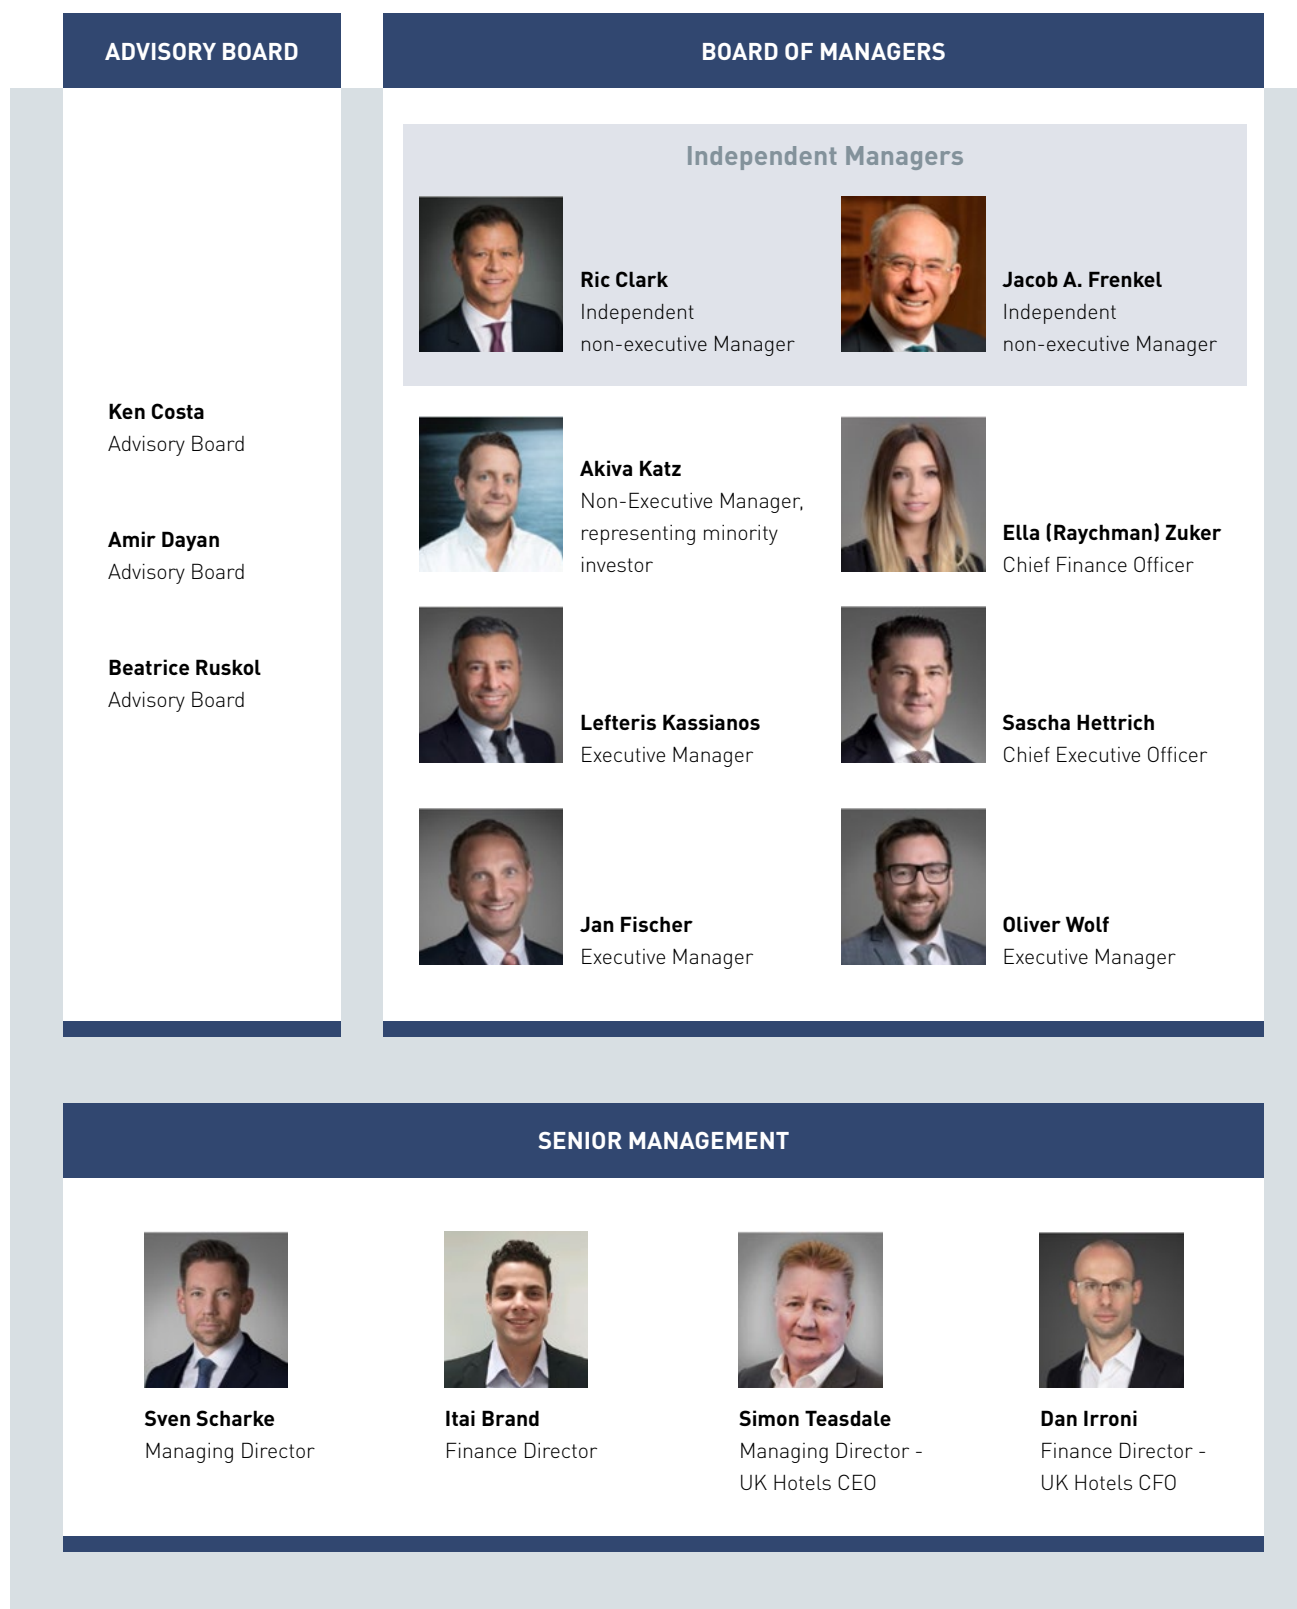 ADVISORY BOARD
Ken Costa
Advisory Board
Amir Dayan
Advisory Board
Beatrice Ruskol
Advisory Board
BOARD OF MANAGERS
Independent Managers
Ric Clark
Independent
non-executive Manager
Jacob A. Frenkel
Independent
non-executive Manager
Akiva Katz
Non-Executive Manager,
representing minority
investor
Ella (Raychman) Zuker
Chief Finance Officer
Lefteris Kassianos
Executive Manager
Sascha Hettrich
Chief Executive Officer
Jan Fischer
Executive Manager
Oliver Wolf
Executive Manager
SENIOR MANAGEMENT
Sven Scharke
Managing Director
Itai Brand
Finance Director
Simon Teasdale
Managing Director -
UK Hotels CEO
Dan Irroni
Finance Director -
UK Hotels CFO